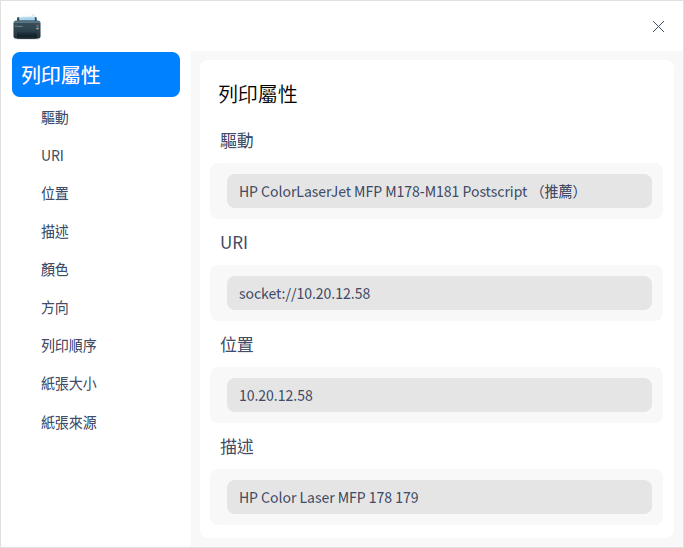 列印屬性
驅動
URI
位置
描述
顏色
方向
列印順序
紙張大小
紙張來源
列印屬性
驅動
HP ColorLaserJet MFP M178-M181 Postscript （推薦）
URI
socket://10.20.12.58
位置
10.20.12.58
描述
HP Color Laser MFP 178 179